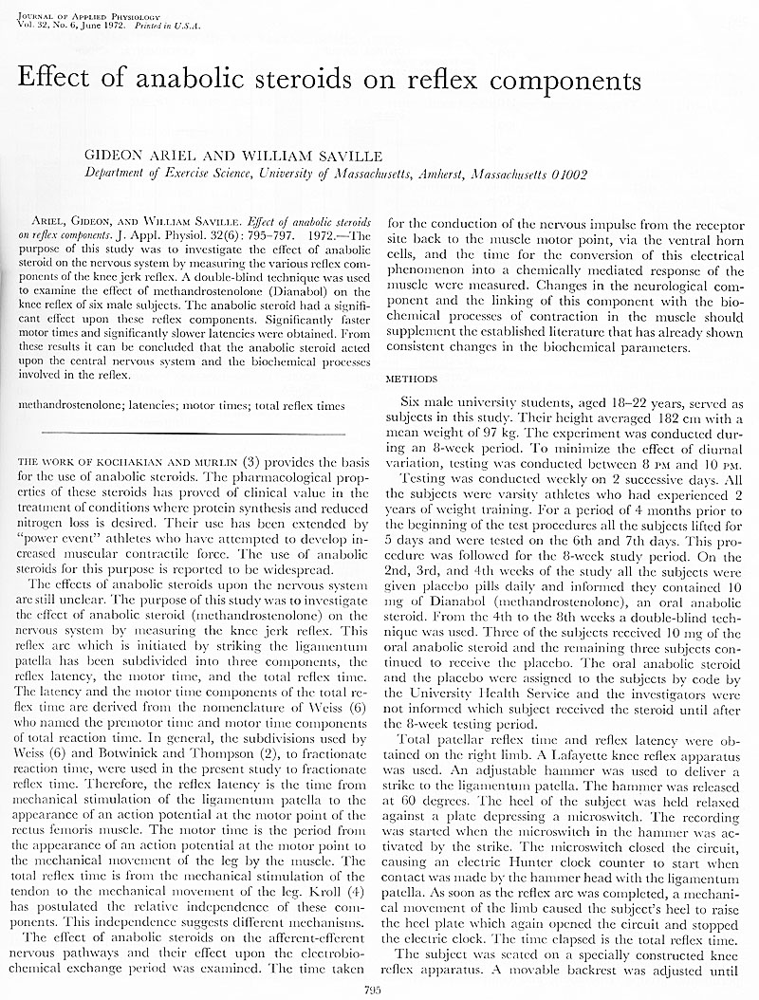 JOURNAL OF APPLIED PHYSIOLOGY
Vol. 32, No. 6, June 1972. Printed in U.S.A.
Effect of anabolic steroids on reflex components
GIDEON ARIEL AND WILLIAM SAVILLE
Department of Exercise Science, University of Massachusetts, Amherst, Massachusetts 01002
ARIEL, GIDEON, AND WILLIAM SAVILLE. Effect of anabolic steroids
on reflex components. J. Appl. Physiol. 32(6): 795–797. 1972.—The
purpose of this study was to investigate the effect of anabolic
steroid on the nervous system by measuring the various reflex com-
ponents of the knee jerk reflex. A double-blind technique was used
to examine the effect of methandrostenolone (Dianabol) on the
knee reflex of six male subjects. The anabolic steroid had a signifi-
cant effect upon these reflex components. Significantly faster
motor times and significantly slower latencies were obtained. From
these results it can be concluded that the anabolic steroid acted
upon the central nervous system and the biochemical processes
involved in the reflex.
methandrostenolone; latencies; motor times; total reflex times
THE WORK OF KOCHAKIAN AND MURLIN (3) provides the basis
for the use of anabolic steroids. The pharmacological prop-
erties of these steroids has proved of clinical value in the
treatment of conditions where protein synthesis and reduced
nitrogen loss is desired. Their use has been extended by
“power event” athletes who have attempted to develop in-
creased muscular contractile force. The use of anabolic
steroids for this purpose is reported to be widespread.
The effects of anabolic steroids upon the nervous system
are still unclear. The purpose of this study was to investigate
the effect of anabolic steroid (methandrostenolone) on the
nervous system by measuring the knee jerk reflex. This
reflex arc which is initiated by striking the ligamentum
patella has been subdivided into three components, the
reflex latency, the motor time, and the total reflex time.
The latency and the motor time components of the total re-
flex time are derived from the nomenclature of Weiss (6)
who named the premotor time and motor time components
of total reaction time. In general, the subdivisions used by
Weiss (6) and Botwinick and Thompson (2), to fractionate
reaction time, were used in the present study to fractionate
reflex time. Therefore, the reflex latency is the time from
mechanical stimulation of the ligamentum patella to the
appearance of an action potential at the motor point of the
rectus femoris muscle. The motor time is the period from
the appearance of an action potential at the motor point to
the mechanical movement of the leg by the muscle. The
total reflex time is from the mechanical stimulation of the
tendon to the mechanical movement of the leg. Kroll (4)
has postulated the relative independence of these com-
ponents. This independence suggests different mechanisms.
The effect of anabolic steroids on the afferent-efferent
nervous pathways and their effect upon the electrobio-
chemical exchange period was examined. The time taken
for the conduction of the nervous impulse from the receptor
site back to the muscle motor point, via the ventral horn
cells, and the time for the conversion of this electrical
phenomenon into a chemically mediated response of the
muscle were measured. Changes in the neurological com-
ponent and the linking of this component with the bio-
chemical processes of contraction in the muscle should
supplement the established literature that has already shown
consistent changes in the biochemical parameters.
METHODS
Six male university students, aged 18–22 years, served as
subjects in this study. Their height averaged 182 cm with a
mean weight of 97 kg. The experiment was conducted dur-
ing an 8-week period. To minimize the effect of diurnal
variation, testing was conducted between 8 PM and 10 PM.
Testing was conducted weekly on 2 successive days. All
the subjects were varsity athletes who had experienced 2
years of weight training. For a period of 4 months prior to
the beginning of the test procedures all the subjects lifted for
5 days and were tested on the 6th and 7th days. This pro-
cedure was followed for the 8-week study period. On the
2nd, 3rd, and 4th weeks of the study all the subjects were
given placebo pills daily and informed they contained 10
mg of Dianabol (methandrostenolone), an oral anabolic
steroid. From the 4th to the 8th weeks a double-blind tech-
nique was used. Three of the subjects received 10 mg of the
oral anabolic steroid and the remaining three subjects con-
tinued to receive the placebo. The oral anabolic steroid
and the placebo were assigned to the subjects by code by
the University Health Service and the investigators were
not informed which subject received the steroid until after
the 8-week testing period.
Total patellar reflex time and reflex latency were ob-
tained on the right limb. A Lafayette knee reflex apparatus
was used. An adjustable hammer was used to deliver a
strike to the ligamentum patella. The hammer was released
at 60 degrees. The heel of the subject was held relaxed
against a plate depressing a microswitch. The recording
was started when the microswitch in the hammer was ac-
tivated by the strike. The microswitch closed the circuit,
causing an electric Hunter clock counter to start when
contact was made by the hammer head with the ligamentum
patella. As soon as the reflex arc was completed, a mechani-
cal movement of the limb caused the subject's heel to raise
the heel plate which again opened the circuit and stopped
the electric clock. The time elapsed is the total reflex time.
The subject was seated on a specially constructed knee
reflex apparatus. A movable backrest was adjusted until
795